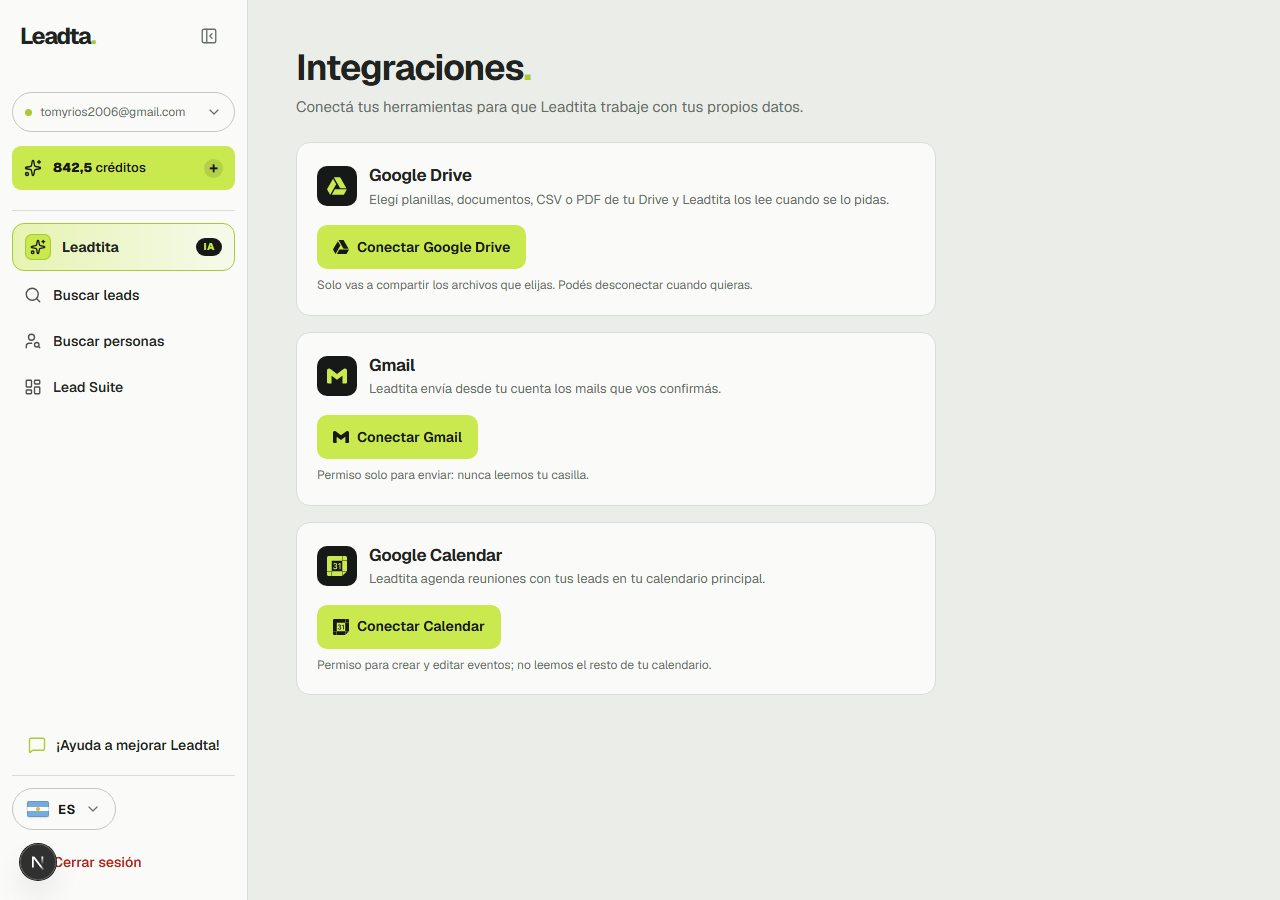 Leadta.
tomyrios2006@gmail.com
842,5 créditos
+
Leadtita
IA
Buscar leads
Buscar personas
Lead Suite
¡Ayuda a mejorar Leadta!
ES
N
Cerrar sesión
Integraciones.
Conectá tus herramientas para que Leadtita trabaje con tus propios datos.
Google Drive
Elegí planillas, documentos, CSV o PDF de tu Drive y Leadtita los lee cuando se lo pidas.
Conectar Google Drive
Solo vas a compartir los archivos que elijas. Podés desconectar cuando quieras.
Gmail
Leadtita envía desde tu cuenta los mails que vos confirmás.
Conectar Gmail
Permiso solo para enviar: nunca leemos tu casilla.
31
Google Calendar
Leadtita agenda reuniones con tus leads en tu calendario principal.
31
Conectar Calendar
Permiso para crear y editar eventos; no leemos el resto de tu calendario.